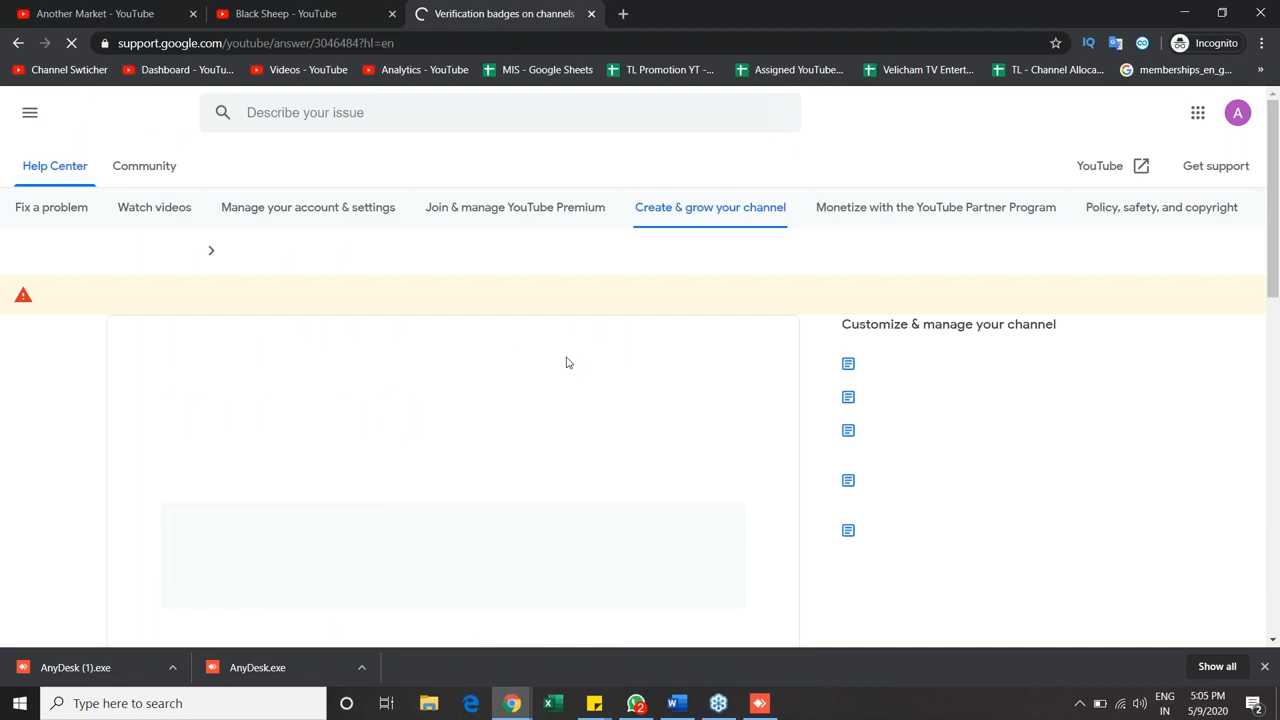 Another Market - YouTube
Black Sheep - YouTube
Verification badges on channels
support.google.com/youtube/answer/3046484?hl=en
Incognito
Channel Swticher
Dashboard - YouTu...
Videos - YouTube
Analytics - YouTube
MIS - Google Sheets
TL Promotion YT -...
Assigned YouTube...
Velicham TV Entert...
TL - Channel Alloca...
memberships_en_g...
Describe your issue
A
Help Center
Community
YouTube
Get support
Fix a problem
Watch videos
Manage your account & settings
Join & manage YouTube Premium
Create & grow your channel
Monetize with the YouTube Partner Program
Policy, safety, and copyright
Customize & manage your channel
AnyDesk (1).exe
AnyDesk.exe
Show all
Type here to search
2
ENG
IN
5:05 PM
5/9/2020
2